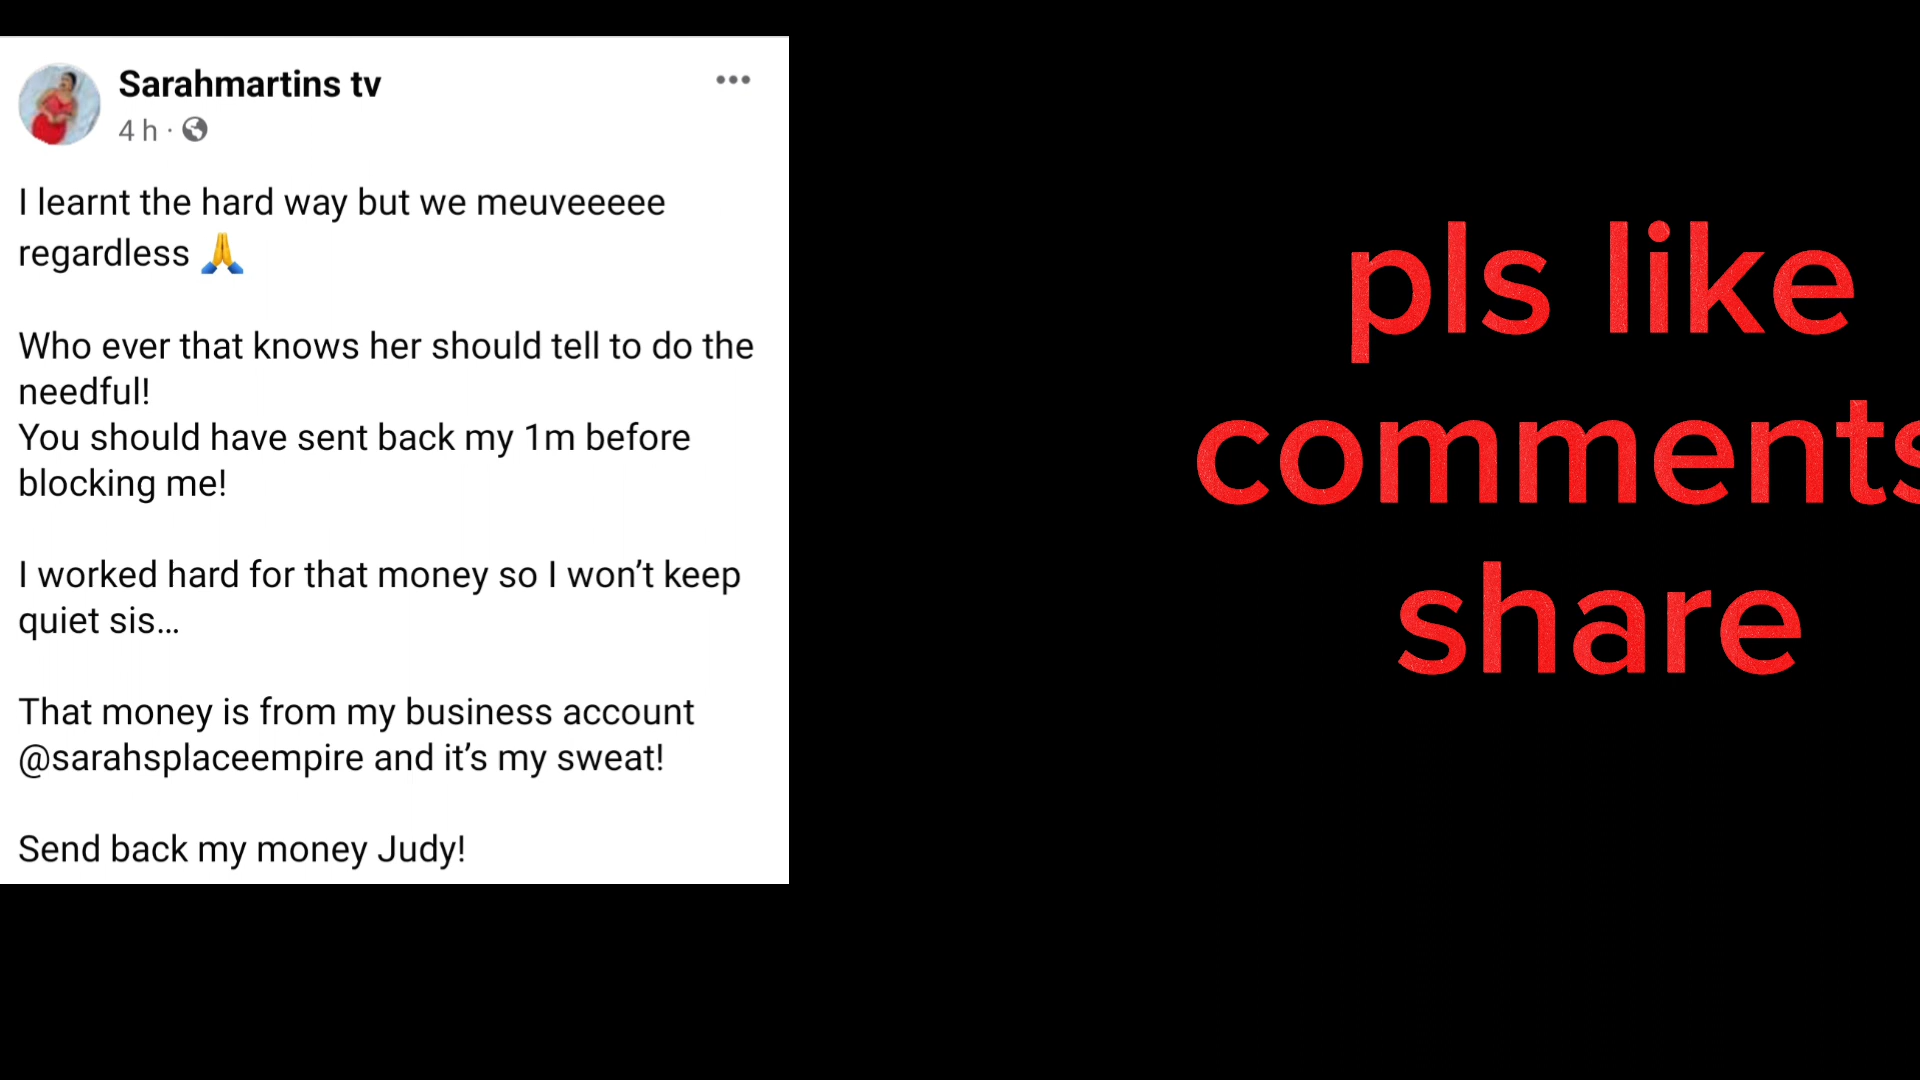 Sarahmartins tv
4 h ·
I learnt the hard way but we meuveeeee
regardless 🙏
Who ever that knows her should tell to do the
needful!
You should have sent back my 1m before
blocking me!
I worked hard for that money so I won’t keep
quiet sis...
That money is from my business account
@sarahsplaceempire and it’s my sweat!
Send back my money Judy!
pls like
comments
share